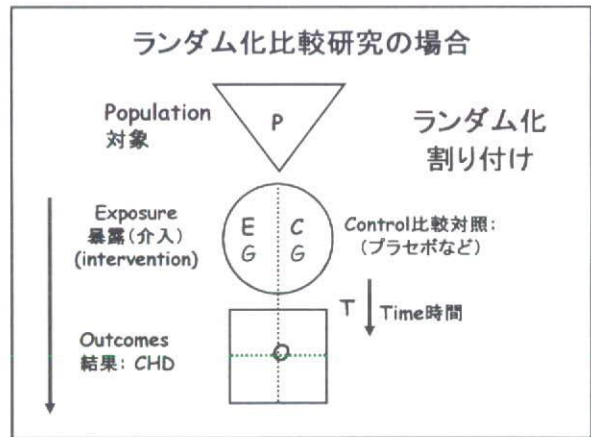 ランダム化比較研究の場合
Population
対象
P
ランダム化
割り付け
Exposure
暴露(介入)
(intervention)
E C
G G
Control比較対照:
(プラセボなど)
T
Time時間
Outcomes
結果: CHD
O